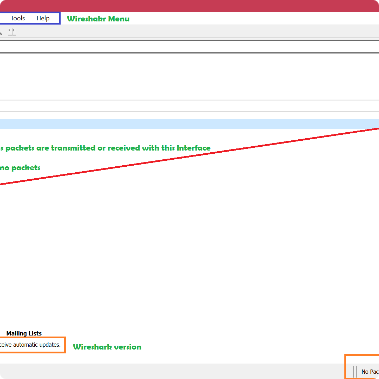 Tools Help Wireshabr Menu
s packets are transmitted or received with this Interface
no packets
Mailing Lists
ceive automatic updates.
Wireshark version
No Pac